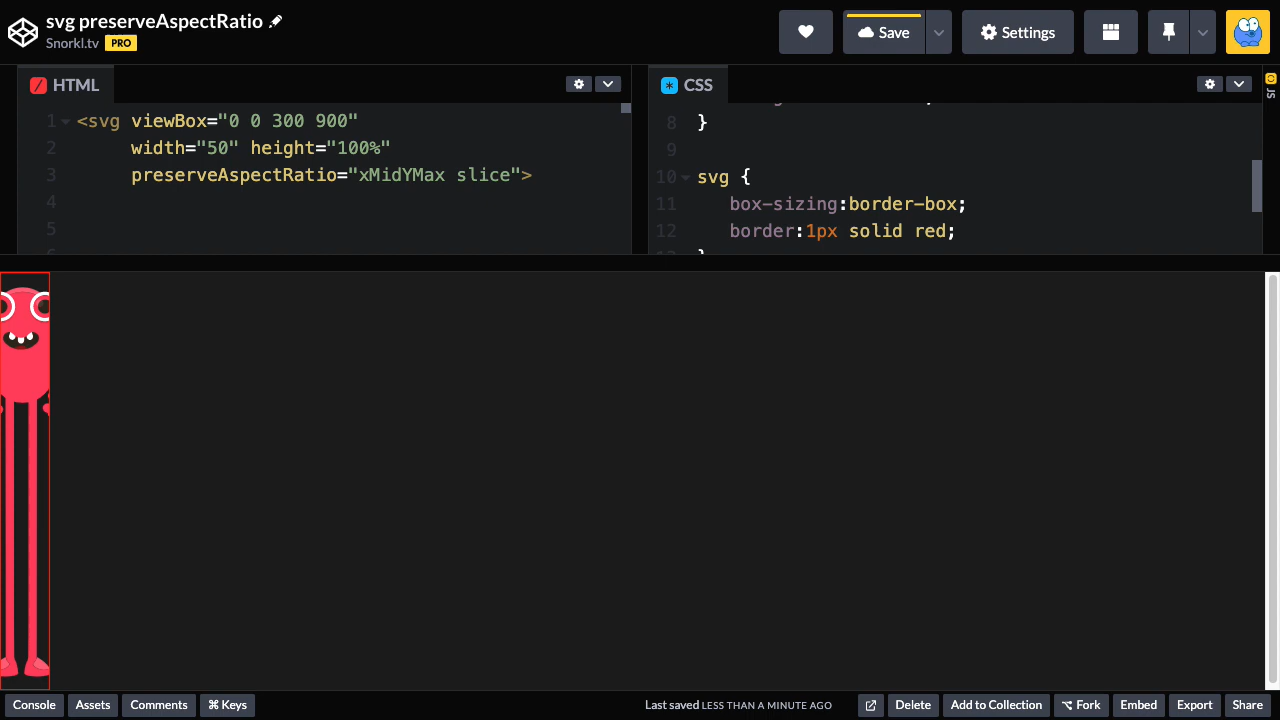 svg preserveAspectRatio
Snorkl.tv PRO
Save
Settings
HTML
CSS
JS
1 <svg viewBox="0 0 300 900"
2 width="50" height="100%"
3 preserveAspectRatio="xMidYMax slice">
4
5
8 }
9
10 svg {
11 box-sizing:border-box;
12 border:1px solid red;
Console
Assets
Comments
⌘ Keys
Last saved LESS THAN A MINUTE AGO
Delete
Add to Collection
⌥ Fork
Embed
Export
Share